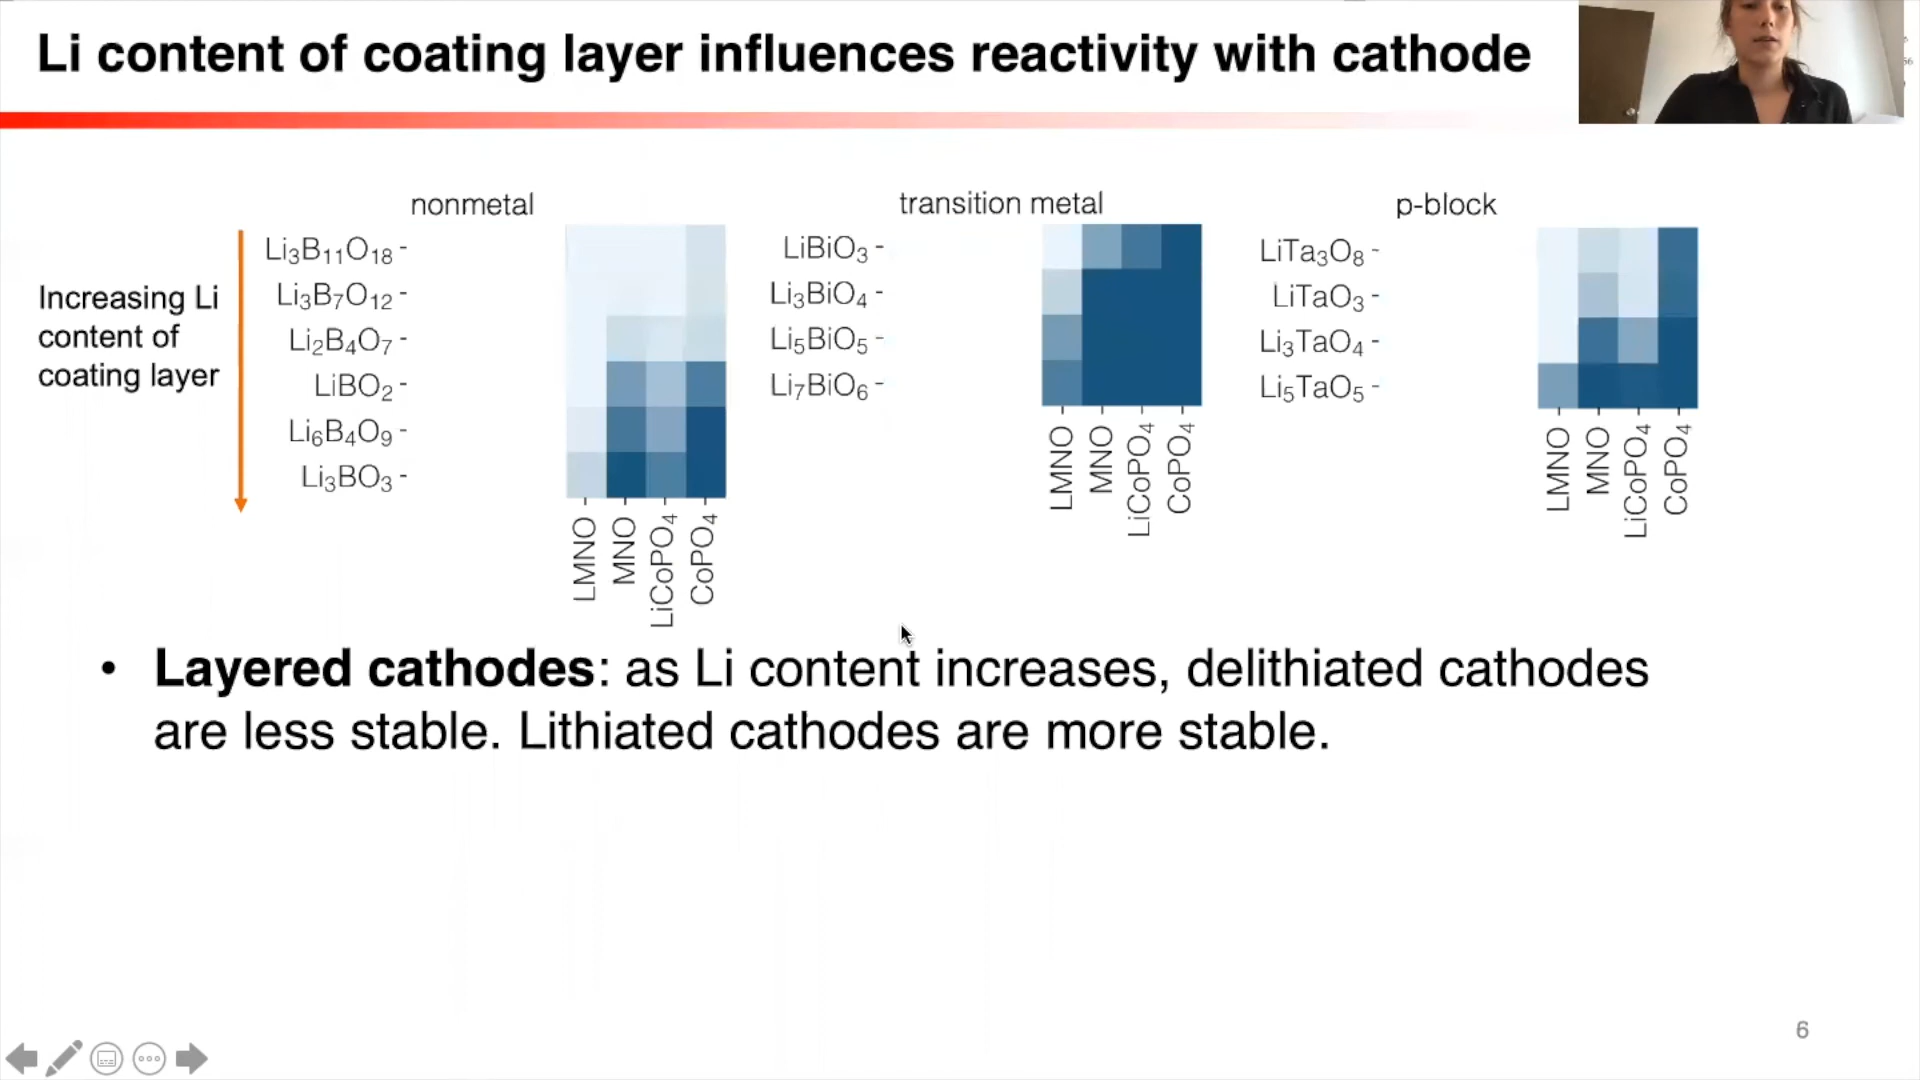 Li content of coating layer influences reactivity with cathode
nonmetal
Increasing Li
content of
coating layer
Li₃B₁₁O₁₈
Li₃B₇O₁₂
Li₂B₄O₇
LiBO₂
Li₆B₄O₉
Li₃BO₃
LMNO
MNO
LiCoPO₄
CoPO₄
transition metal
LiBiO₃
Li₃BiO₄
Li₅BiO₅
Li₇BiO₆
LMNO
MNO
LiCoPO₄
CoPO₄
p-block
LiTa₃O₈
LiTaO₃
Li₃TaO₄
Li₅TaO₅
LMNO
MNO
LiCoPO₄
CoPO₄
• Layered cathodes: as Li content increases, delithiated cathodes
are less stable. Lithiated cathodes are more stable.
6